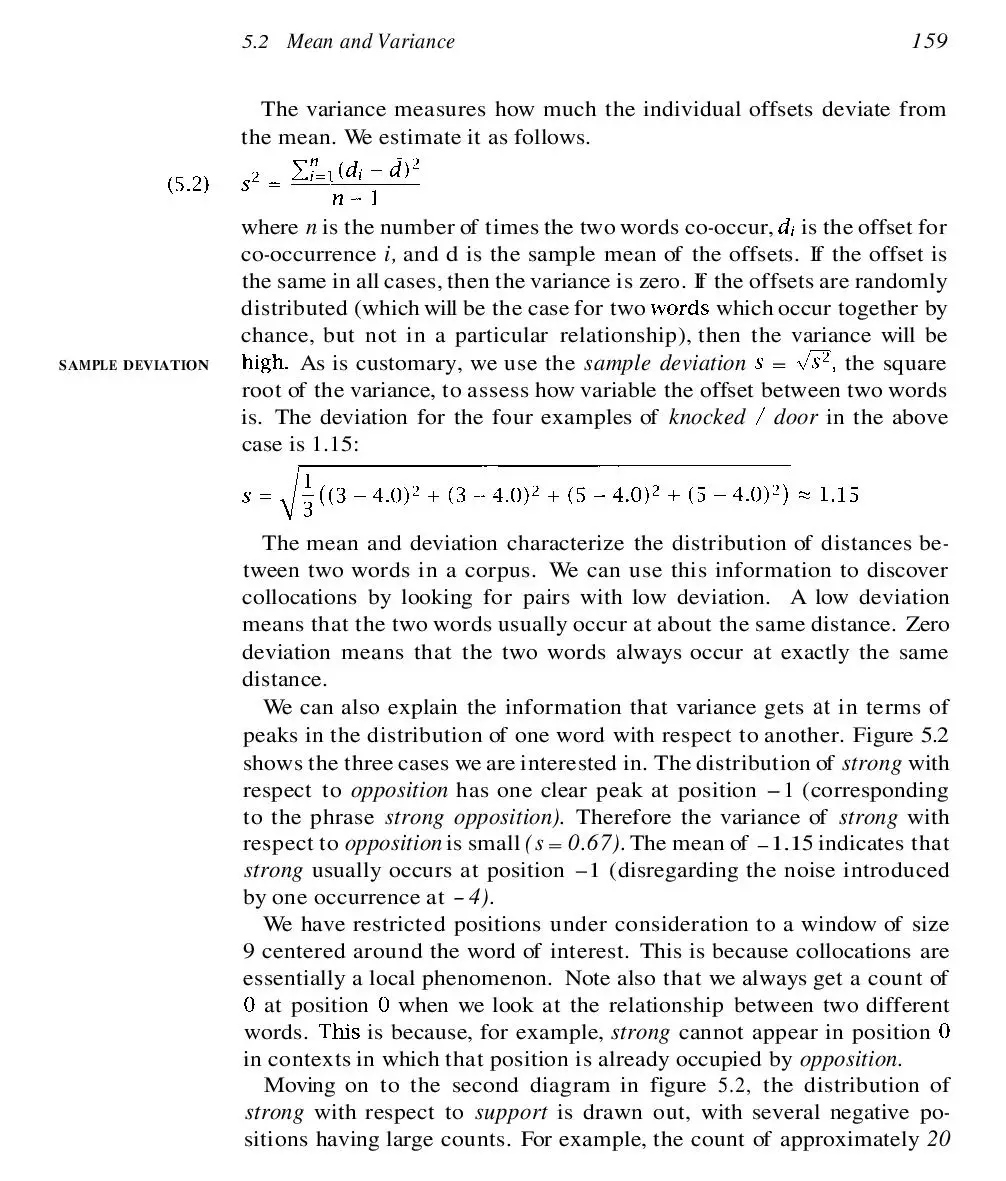 5.2 Mean and Variance 159
The variance measures how much the individual offsets deviate from
the mean. We estimate it as follows.
(5.2) s² = ∑ⁿᵢ₌₁(dᵢ − d̄)² / n − 1
where n is the number of times the two words co-occur, dᵢ is the offset for
co-occurrence i, and d is the sample mean of the offsets. If the offset is
the same in all cases, then the variance is zero. If the offsets are randomly
distributed (which will be the case for two words which occur together by
chance, but not in a particular relationship), then the variance will be
SAMPLE DEVIATION high. As is customary, we use the sample deviation s = √s², the square
root of the variance, to assess how variable the offset between two words
is. The deviation for the four examples of knocked / door in the above
case is 1.15:
s = √(1/3((3 − 4.0)² + (3 − 4.0)² + (5 − 4.0)² + (5 − 4.0)²)) ≈ 1.15
The mean and deviation characterize the distribution of distances be-
tween two words in a corpus. We can use this information to discover
collocations by looking for pairs with low deviation. A low deviation
means that the two words usually occur at about the same distance. Zero
deviation means that the two words always occur at exactly the same
distance.
We can also explain the information that variance gets at in terms of
peaks in the distribution of one word with respect to another. Figure 5.2
shows the three cases we are interested in. The distribution of strong with
respect to opposition has one clear peak at position −1 (corresponding
to the phrase strong opposition). Therefore the variance of strong with
respect to opposition is small (s = 0.67). The mean of −1.15 indicates that
strong usually occurs at position −1 (disregarding the noise introduced
by one occurrence at −4).
We have restricted positions under consideration to a window of size
9 centered around the word of interest. This is because collocations are
essentially a local phenomenon. Note also that we always get a count of
0 at position 0 when we look at the relationship between two different
words. This is because, for example, strong cannot appear in position 0
in contexts in which that position is already occupied by opposition.
Moving on to the second diagram in figure 5.2, the distribution of
strong with respect to support is drawn out, with several negative po-
sitions having large counts. For example, the count of approximately 20